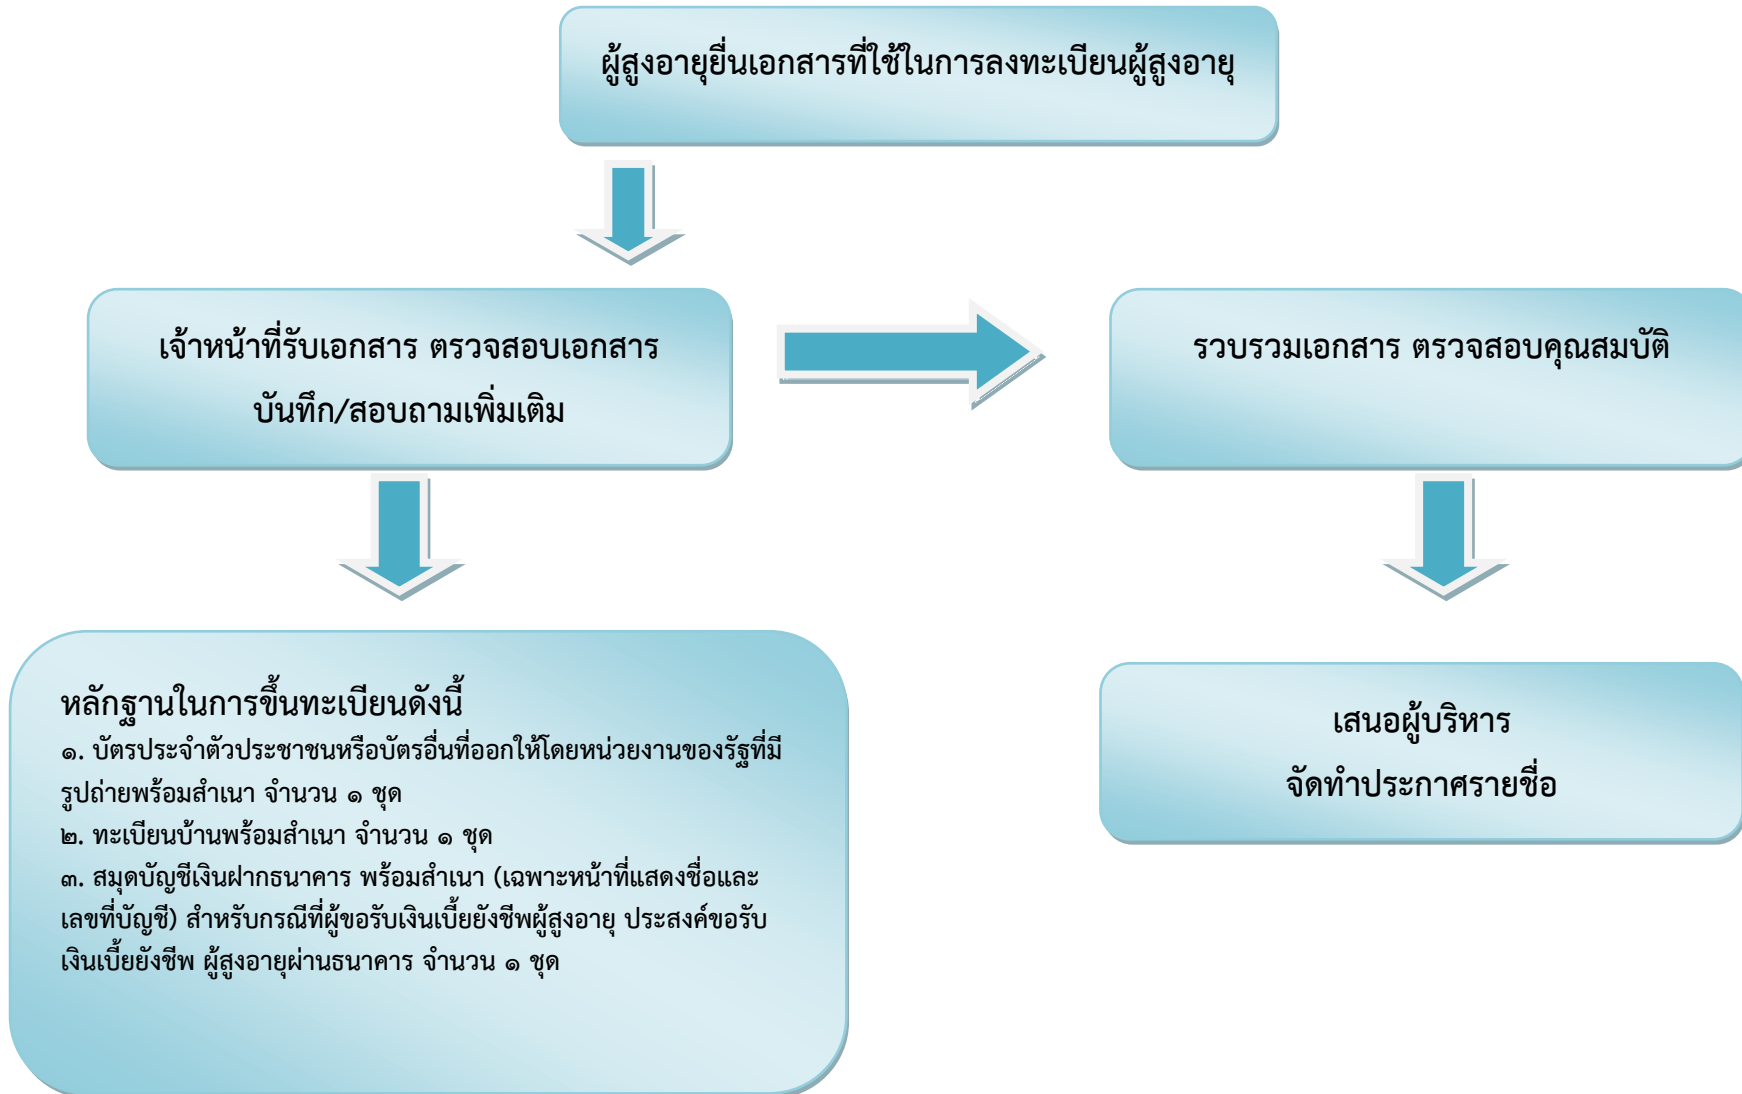 ผู้สูงอายุยื่นเอกสารที่ใช้ในการลงทะเบียนผู้สูงอายุ
เจ้าหน้าที่รับเอกสาร ตรวจสอบเอกสาร
บันทึก/สอบถามเพิ่มเติม
รวบรวมเอกสาร ตรวจสอบคุณสมบัติ
หลักฐานในการขึ้นทะเบียนดังนี้
๑. บัตรประจำตัวประชาชนหรือบัตรอื่นที่ออกให้โดยหน่วยงานของรัฐที่มี
รูปถ่ายพร้อมสำเนา จำนวน ๑ ชุด
๒. ทะเบียนบ้านพร้อมสำเนา จำนวน ๑ ชุด
๓. สมุดบัญชีเงินฝากธนาคาร พร้อมสำเนา (เฉพาะหน้าที่แสดงชื่อและ
เลขที่บัญชี) สำหรับกรณีที่ผู้ขอรับเงินเบี้ยยังชีพผู้สูงอายุ ประสงค์ขอรับ
เงินเบี้ยยังชีพ ผู้สูงอายุผ่านธนาคาร จำนวน ๑ ชุด
เสนอผู้บริหาร
จัดทำประกาศรายชื่อ